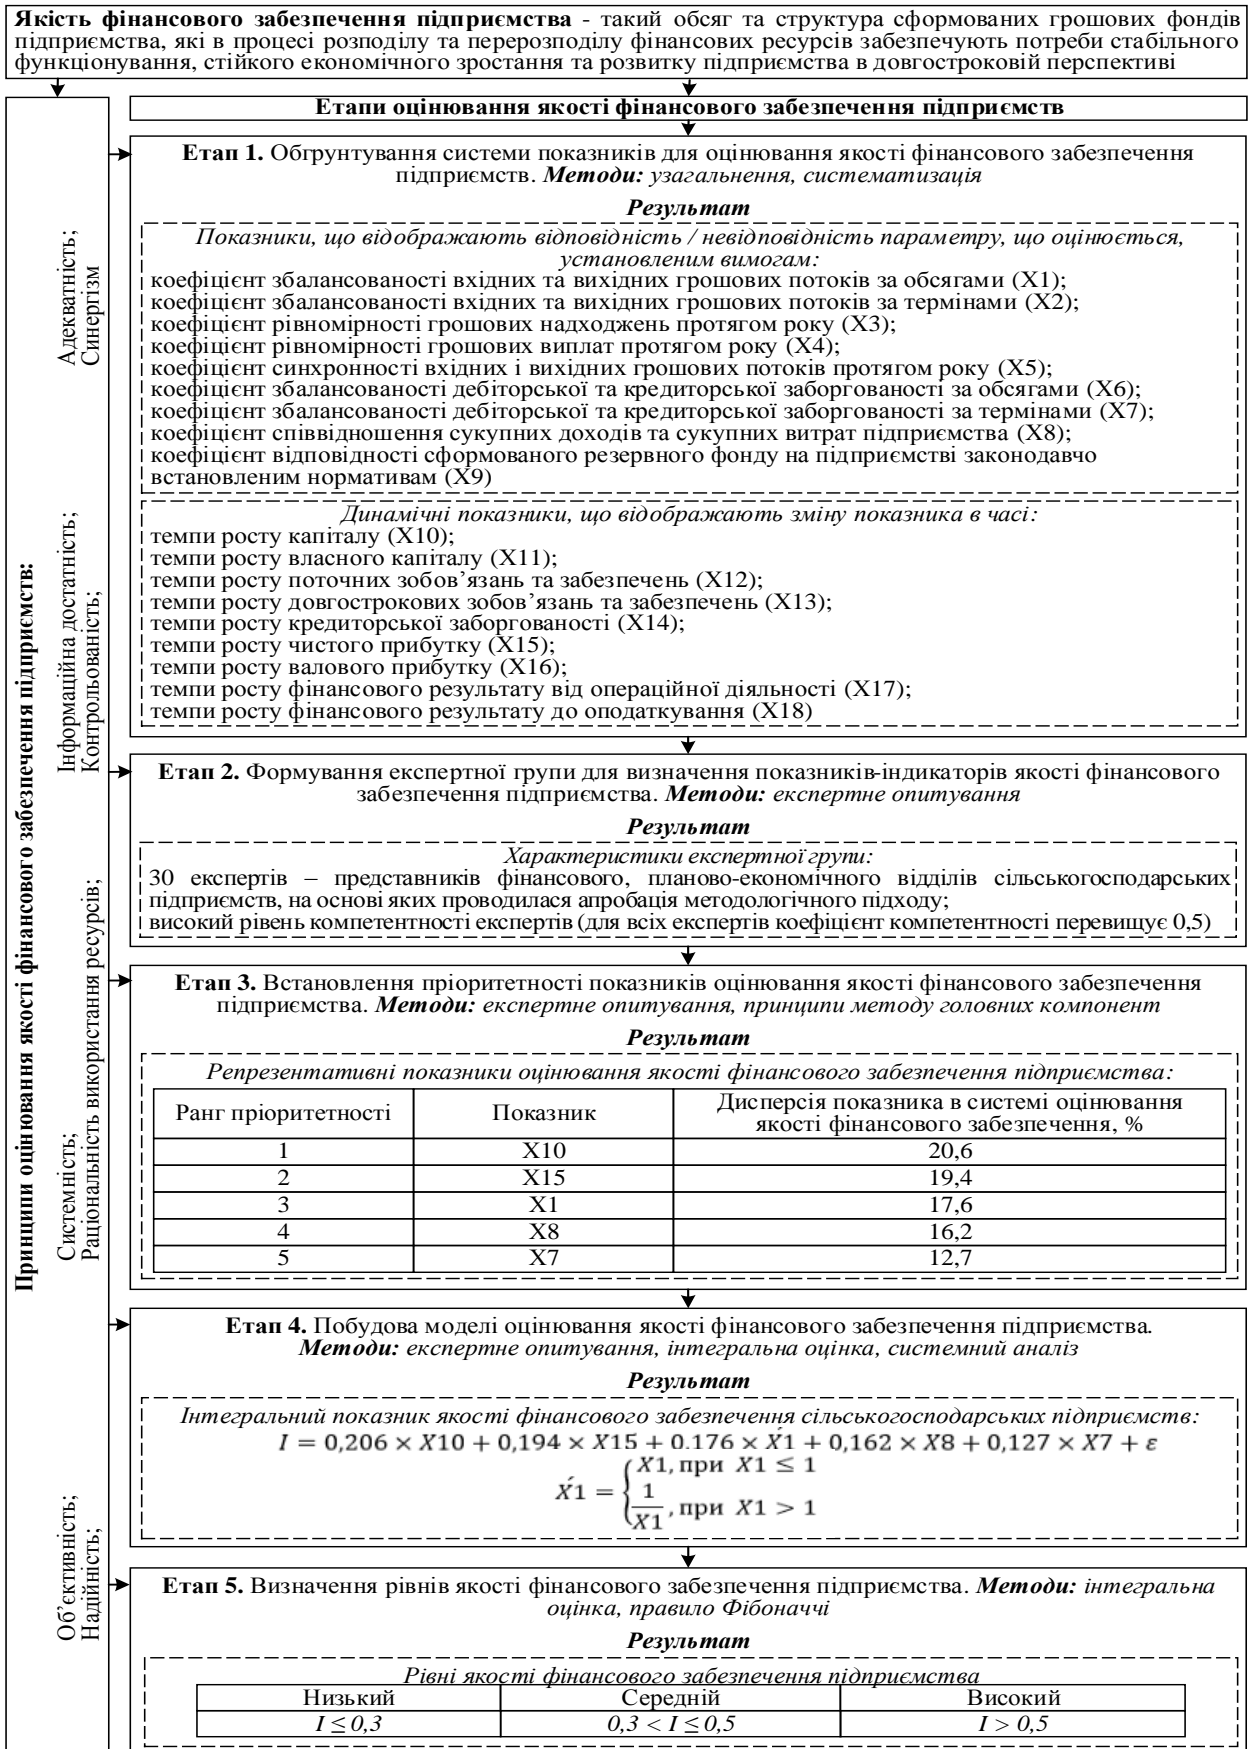 Якість фінансового забезпечення підприємства - такий обсяг та структура сформованих грошових фондів
підприємства, які в процесі розподілу та перерозподілу фінансових ресурсів забезпечують потреби стабільного
функціонування, стійкого економічного зростання та розвитку підприємства в довгостроковій перспективі
Принципи оцінювання якості фінансового забезпечення підприємств:
Адекватність;
Синергізм
Інформаційна достатність;
Контрольованість;
Системність;
Раціональність використання ресурсів;
Об’єктивність;
Надійність;
Етапи оцінювання якості фінансового забезпечення підприємств
Етап 1. Обгрунтування системи показників для оцінювання якості фінансового забезпечення
підприємств. Методи: узагальнення, систематизація
Результат
Показники, що відображають відповідність / невідповідність параметру, що оцінюється,
установленим вимогам:
коефіцієнт збалансованості вхідних та вихідних грошових потоків за обсягами (X1);
коефіцієнт збалансованості вхідних та вихідних грошових потоків за термінами (X2);
коефіцієнт рівномірності грошових надходжень протягом року (X3);
коефіцієнт рівномірності грошових виплат протягом року (X4);
коефіцієнт синхронності вхідних і вихідних грошових потоків протягом року (X5);
коефіцієнт збалансованості дебіторської та кредиторської заборгованості за обсягами (X6);
коефіцієнт збалансованості дебіторської та кредиторської заборгованості за термінами (X7);
коефіцієнт співвідношення сукупних доходів та сукупних витрат підприємства (X8);
коефіцієнт відповідності сформованого резервного фонду на підприємстві законодавчо
встановленим нормативам (X9)
Динамічні показники, що відображають зміну показника в часі:
темпи росту капіталу (X10);
темпи росту власного капіталу (X11);
темпи росту поточних зобов’язань та забезпечень (X12);
темпи росту довгострокових зобов’язань та забезпечень (X13);
темпи росту кредиторської заборгованості (X14);
темпи росту чистого прибутку (X15);
темпи росту валового прибутку (X16);
темпи росту фінансового результату від операційної діяльності (X17);
темпи росту фінансового результату до оподаткування (X18)
Етап 2. Формування експертної групи для визначення показників-індикаторів якості фінансового
забезпечення підприємства. Методи: експертне опитування
Результат
Характеристики експертної групи:
30 експертів – представників фінансового, планово-економічного відділів сільськогосподарських
підприємств, на основі яких проводилася апробація методологічного підходу;
високий рівень компетентності експертів (для всіх експертів коефіцієнт компетентності перевищує 0,5)
Етап 3. Встановлення пріоритетності показників оцінювання якості фінансового забезпечення
підприємства. Методи: експертне опитування, принципи методу головних компонент
Результат
Репрезентативні показники оцінювання якості фінансового забезпечення підприємства:
Ранг пріоритетності Показник Дисперсія показника в системі оцінювання
якості фінансового забезпечення, %
1 X10 20,6
2 X15 19,4
3 X1 17,6
4 X8 16,2
5 X7 12,7
Етап 4. Побудова моделі оцінювання якості фінансового забезпечення підприємства.
Методи: експертне опитування, інтегральна оцінка, системний аналіз
Результат
Інтегральний показник якості фінансового забезпечення сільськогосподарських підприємств:
I = 0,206 × X10 + 0,194 × X15 + 0.176 × X́1 + 0,162 × X8 + 0,127 × X7 + ε
X́1 = { X1, при X1 ≤ 1
1/X1, при X1 > 1
Етап 5. Визначення рівнів якості фінансового забезпечення підприємства. Методи: інтегральна
оцінка, правило Фібоначчі
Результат
Рівні якості фінансового забезпечення підприємства
Низький Середній Високий
I ≤ 0,3 0,3 < I ≤ 0,5 I > 0,5